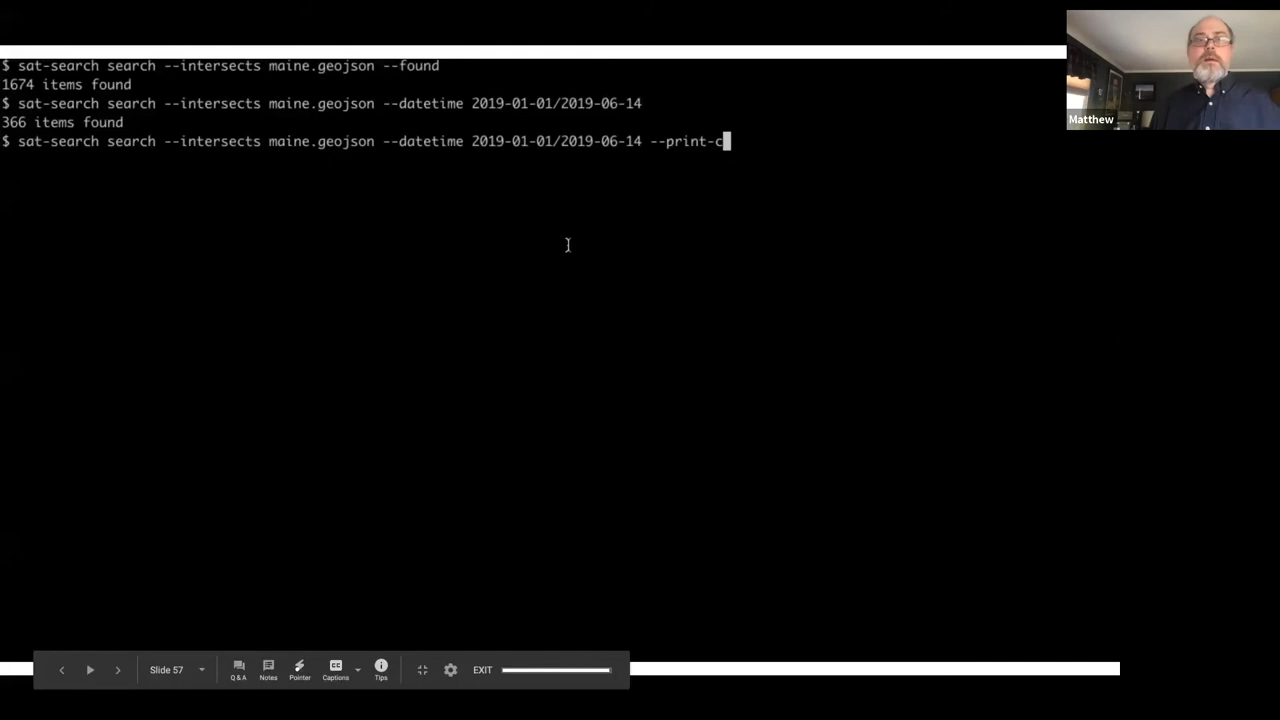 $ sat-search search --intersects maine.geojson --found
1674 items found
$ sat-search search --intersects maine.geojson --datetime 2019-01-01/2019-06-14
366 items found
$ sat-search search --intersects maine.geojson --datetime 2019-01-01/2019-06-14 --print-c
Matthew
Slide 57
Q & A
Notes
Pointer
Captions
Tips
EXIT